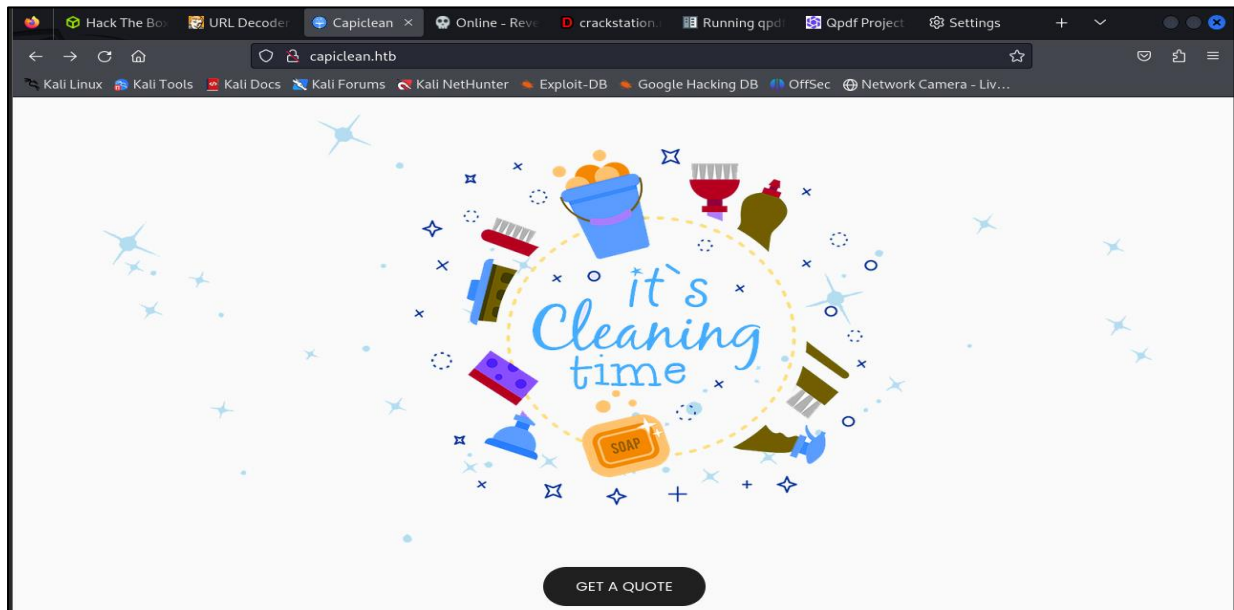 Hack The Bo
URL Decoder
Capiclean
Online - Reve
crackstation.
Running qpd
Qpdf Project
Settings
capiclean.htb
Kali Linux
Kali Tools
Kali Docs
Kali Forums
Kali NetHunter
Exploit-DB
Google Hacking DB
OffSec
Network Camera - Liv...
it`s
Cleaning
time
SOAP
GET A QUOTE